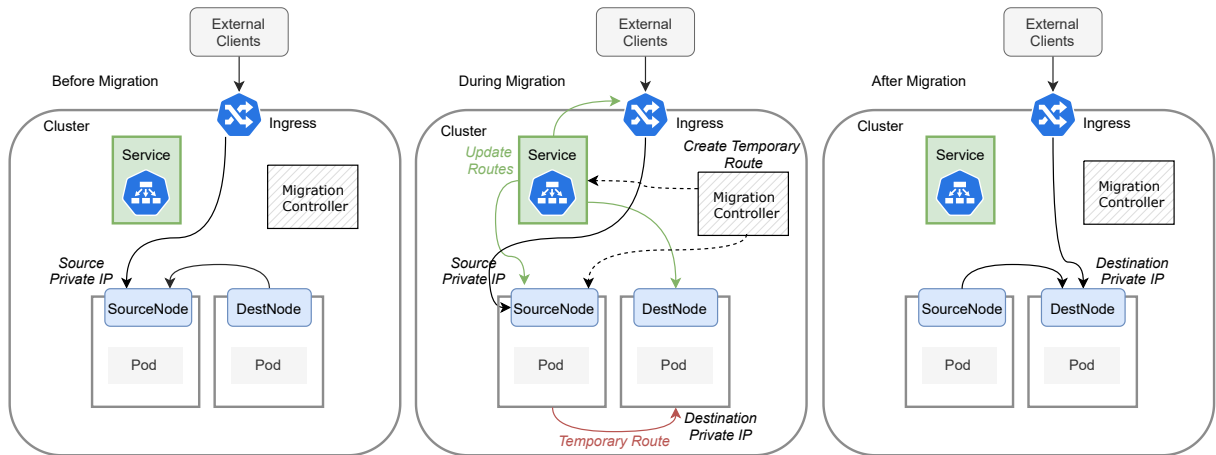 External
Clients
Before Migration
Cluster
Ingress
Service
Migration
Controller
Source
Private IP
SourceNode
DestNode
Pod
Pod
External
Clients
During Migration
Cluster
Ingress
Update
Routes
Service
Create Temporary
Route
Migration
Controller
Source
Private IP
SourceNode
DestNode
Pod
Pod
Temporary Route
Destination
Private IP
External
Clients
After Migration
Cluster
Ingress
Service
Migration
Controller
Destination
Private IP
SourceNode
DestNode
Pod
Pod